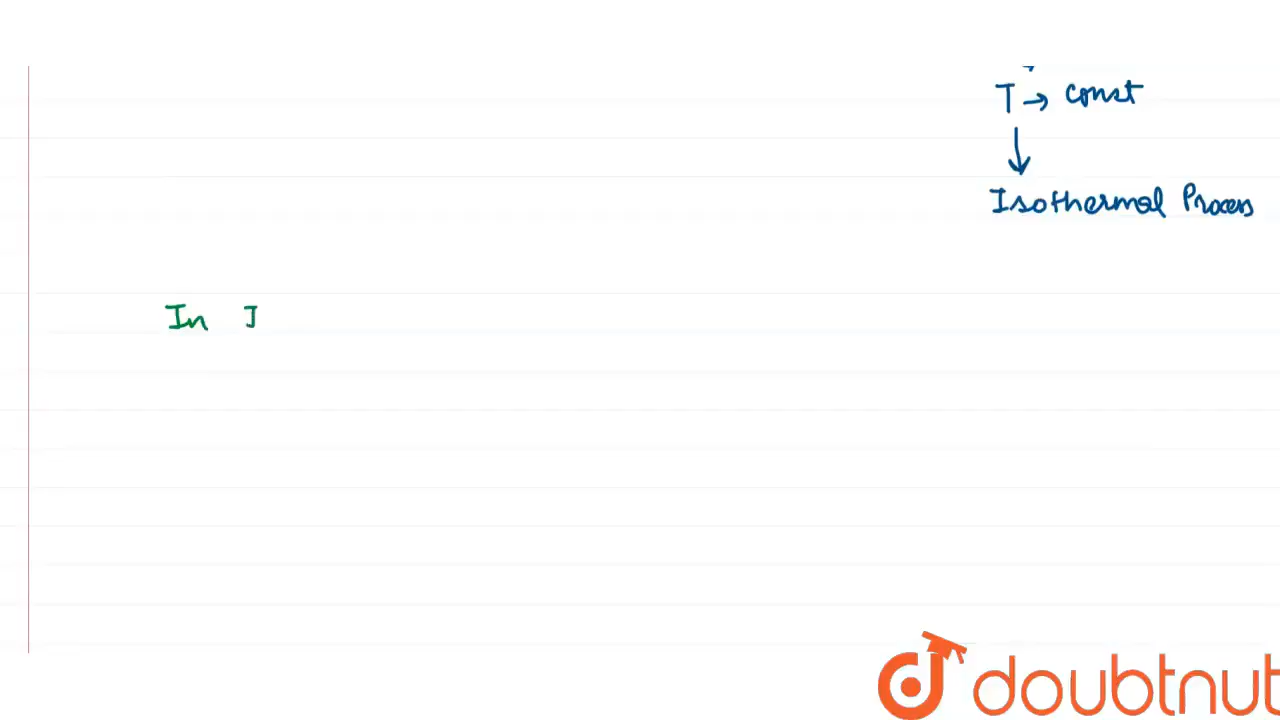 T → const
↓
Isothermal Process
In I
doubtnut